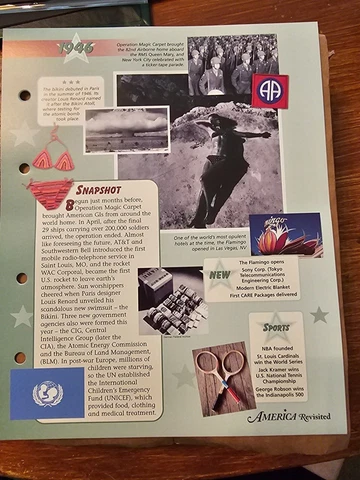 1946
Operation Magic Carpet brought
the 82nd Airborne home aboard
the RMS Queen Mary, and
New York City celebrated with
a ticker-tape parade.
The bikini debuted in Paris
in the summer of 1946. Its
creator Louis Renard named
it after the Bikini Atoll,
where testing for
the atomic bomb
took place.
AA
SNAPSHOT
Begun just months before,
Operation Magic Carpet
brought American GIs from around the
world home. In April, after the final
29 ships carrying over 200,000 soldiers
arrived, the operation ended. Almost
like foreseeing the future, AT&T and
Southwestern Bell introduced the first
mobile radio-telephone service in
Saint Louis, MO, and the rocket
WAC Corporal, became the first
U.S. rocket to leave earth's
atmosphere. Sun worshippers
cheered when Paris designer
Louis Renard unveiled his
scandalous new swimsuit – the
Bikini. Three new government
agencies also were formed this
year – the CIG, Central
Intelligence Group (later the
CIA), the Atomic Energy Commission
and the Bureau of Land Management,
(BLM). In post-war Europe, millions of
children were starving,
so the UN established
the International
Children's Emergency
Fund (UNICEF), which
provided food, clothing
and medical treatment.
One of the world's most opulent
hotels at the time, the Flamingo
opened in Las Vegas, NV
NEW
The Flamingo opens
Sony Corp. (Tokyo
Telecommunications
Engineering Corp.)
Modern Electric Blanket
First CARE Packages delivered
SPORTS
NBA founded
St. Louis Cardinals
win the World Series
Jack Kramer wins
U.S. National Tennis
Championship
George Robson wins
the Indianapolis 500
AMERICA Revisited